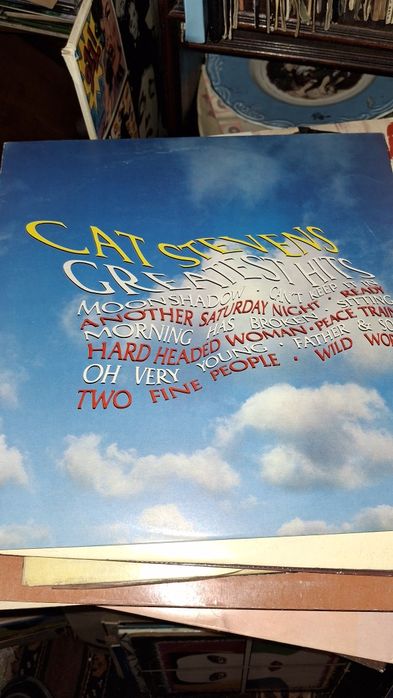 CAT STEVENS
GREATEST HITS
MOONSHADOW · CAN'T KEEP
ANOTHER SATURDAY NIGHT · READY
MORNING HAS BROKEN · SITTING
HARD HEADED WOMAN · PEACE TRAIN
OH VERY YOUNG · FATHER & SO
TWO FINE PEOPLE · WILD WOR